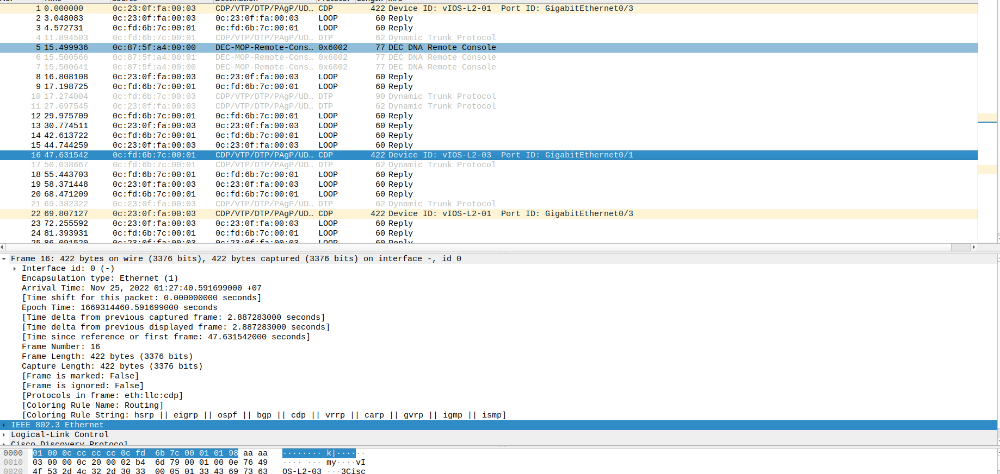 No. Time Source Destination Protocol Length Info
1 0.000000 0c:23:0f:fa:00:03 CDP/VTP/DTP/PAgP/UD… CDP 422 Device ID: vIOS-L2-01  Port ID: GigabitEthernet0/3
2 3.048083 0c:23:0f:fa:00:03 0c:23:0f:fa:00:03 LOOP 60 Reply
3 4.572731 0c:fd:6b:7c:00:01 0c:fd:6b:7c:00:01 LOOP 60 Reply
4 11.894503 0c:fd:6b:7c:00:01 CDP/VTP/DTP/PAgP/UD… DTP 62 Dynamic Trunk Protocol
5 15.499936 0c:87:5f:a4:00:00 DEC-MOP-Remote-Cons… 0x6002 77 DEC DNA Remote Console
6 15.500566 0c:87:5f:a4:00:00 DEC-MOP-Remote-Cons… 0x6002 77 DEC DNA Remote Console
7 15.500641 0c:87:5f:a4:00:00 DEC-MOP-Remote-Cons… 0x6002 77 DEC DNA Remote Console
8 16.808108 0c:23:0f:fa:00:03 0c:23:0f:fa:00:03 LOOP 60 Reply
9 17.198725 0c:fd:6b:7c:00:01 0c:fd:6b:7c:00:01 LOOP 60 Reply
10 17.274004 0c:fd:6b:7c:00:03 CDP/VTP/DTP/PAgP/UD… DTP 90 Dynamic Trunk Protocol
11 27.697545 0c:23:0f:fa:00:03 CDP/VTP/DTP/PAgP/UD… DTP 62 Dynamic Trunk Protocol
12 29.975709 0c:fd:6b:7c:00:01 0c:fd:6b:7c:00:01 LOOP 60 Reply
13 30.774511 0c:23:0f:fa:00:03 0c:23:0f:fa:00:03 LOOP 60 Reply
14 42.613722 0c:fd:6b:7c:00:01 0c:fd:6b:7c:00:01 LOOP 60 Reply
15 44.744259 0c:23:0f:fa:00:03 0c:23:0f:fa:00:03 LOOP 60 Reply
16 47.631542 0c:fd:6b:7c:00:01 CDP/VTP/DTP/PAgP/UD… CDP 422 Device ID: vIOS-L2-03  Port ID: GigabitEthernet0/1
17 50.038667 0c:fd:6b:7c:00:01 CDP/VTP/DTP/PAgP/UD… DTP 62 Dynamic Trunk Protocol
18 55.443703 0c:fd:6b:7c:00:01 0c:fd:6b:7c:00:01 LOOP 60 Reply
19 58.371448 0c:23:0f:fa:00:03 0c:23:0f:fa:00:03 LOOP 60 Reply
20 68.471209 0c:fd:6b:7c:00:01 0c:fd:6b:7c:00:01 LOOP 60 Reply
21 69.382322 0c:23:0f:fa:00:03 CDP/VTP/DTP/PAgP/UD… DTP 62 Dynamic Trunk Protocol
22 69.807127 0c:23:0f:fa:00:03 CDP/VTP/DTP/PAgP/UD… CDP 422 Device ID: vIOS-L2-01  Port ID: GigabitEthernet0/3
23 72.255592 0c:23:0f:fa:00:03 0c:23:0f:fa:00:03 LOOP 60 Reply
24 81.393931 0c:fd:6b:7c:00:01 0c:fd:6b:7c:00:01 LOOP 60 Reply
25 86.091520 0c:23:0f:fa:00:03 0c:23:0f:fa:00:03 LOOP 60 Reply
Frame 16: 422 bytes on wire (3376 bits), 422 bytes captured (3376 bits) on interface -, id 0
Interface id: 0 (-)
Encapsulation type: Ethernet (1)
Arrival Time: Nov 25, 2022 01:27:40.591699000 +07
[Time shift for this packet: 0.000000000 seconds]
Epoch Time: 1669314460.591699000 seconds
[Time delta from previous captured frame: 2.887283000 seconds]
[Time delta from previous displayed frame: 2.887283000 seconds]
[Time since reference or first frame: 47.631542000 seconds]
Frame Number: 16
Frame Length: 422 bytes (3376 bits)
Capture Length: 422 bytes (3376 bits)
[Frame is marked: False]
[Frame is ignored: False]
[Protocols in frame: eth:llc:cdp]
[Coloring Rule Name: Routing]
[Coloring Rule String: hsrp || eigrp || ospf || bgp || cdp || vrrp || carp || gvrp || igmp || ismp]
IEEE 802.3 Ethernet
Logical-Link Control
Cisco Discovery Protocol
0000 01 00 0c cc cc cc 0c fd  6b 7c 00 01 01 98 aa aa ········ k|······
0010 03 00 00 0c 20 00 02 b4  6d 79 00 01 00 0e 76 49 ···· ··· my····vI
0020 4f 53 2d 4c 32 2d 30 33  00 05 01 33 43 69 73 63 OS-L2-03 ···3Cisc